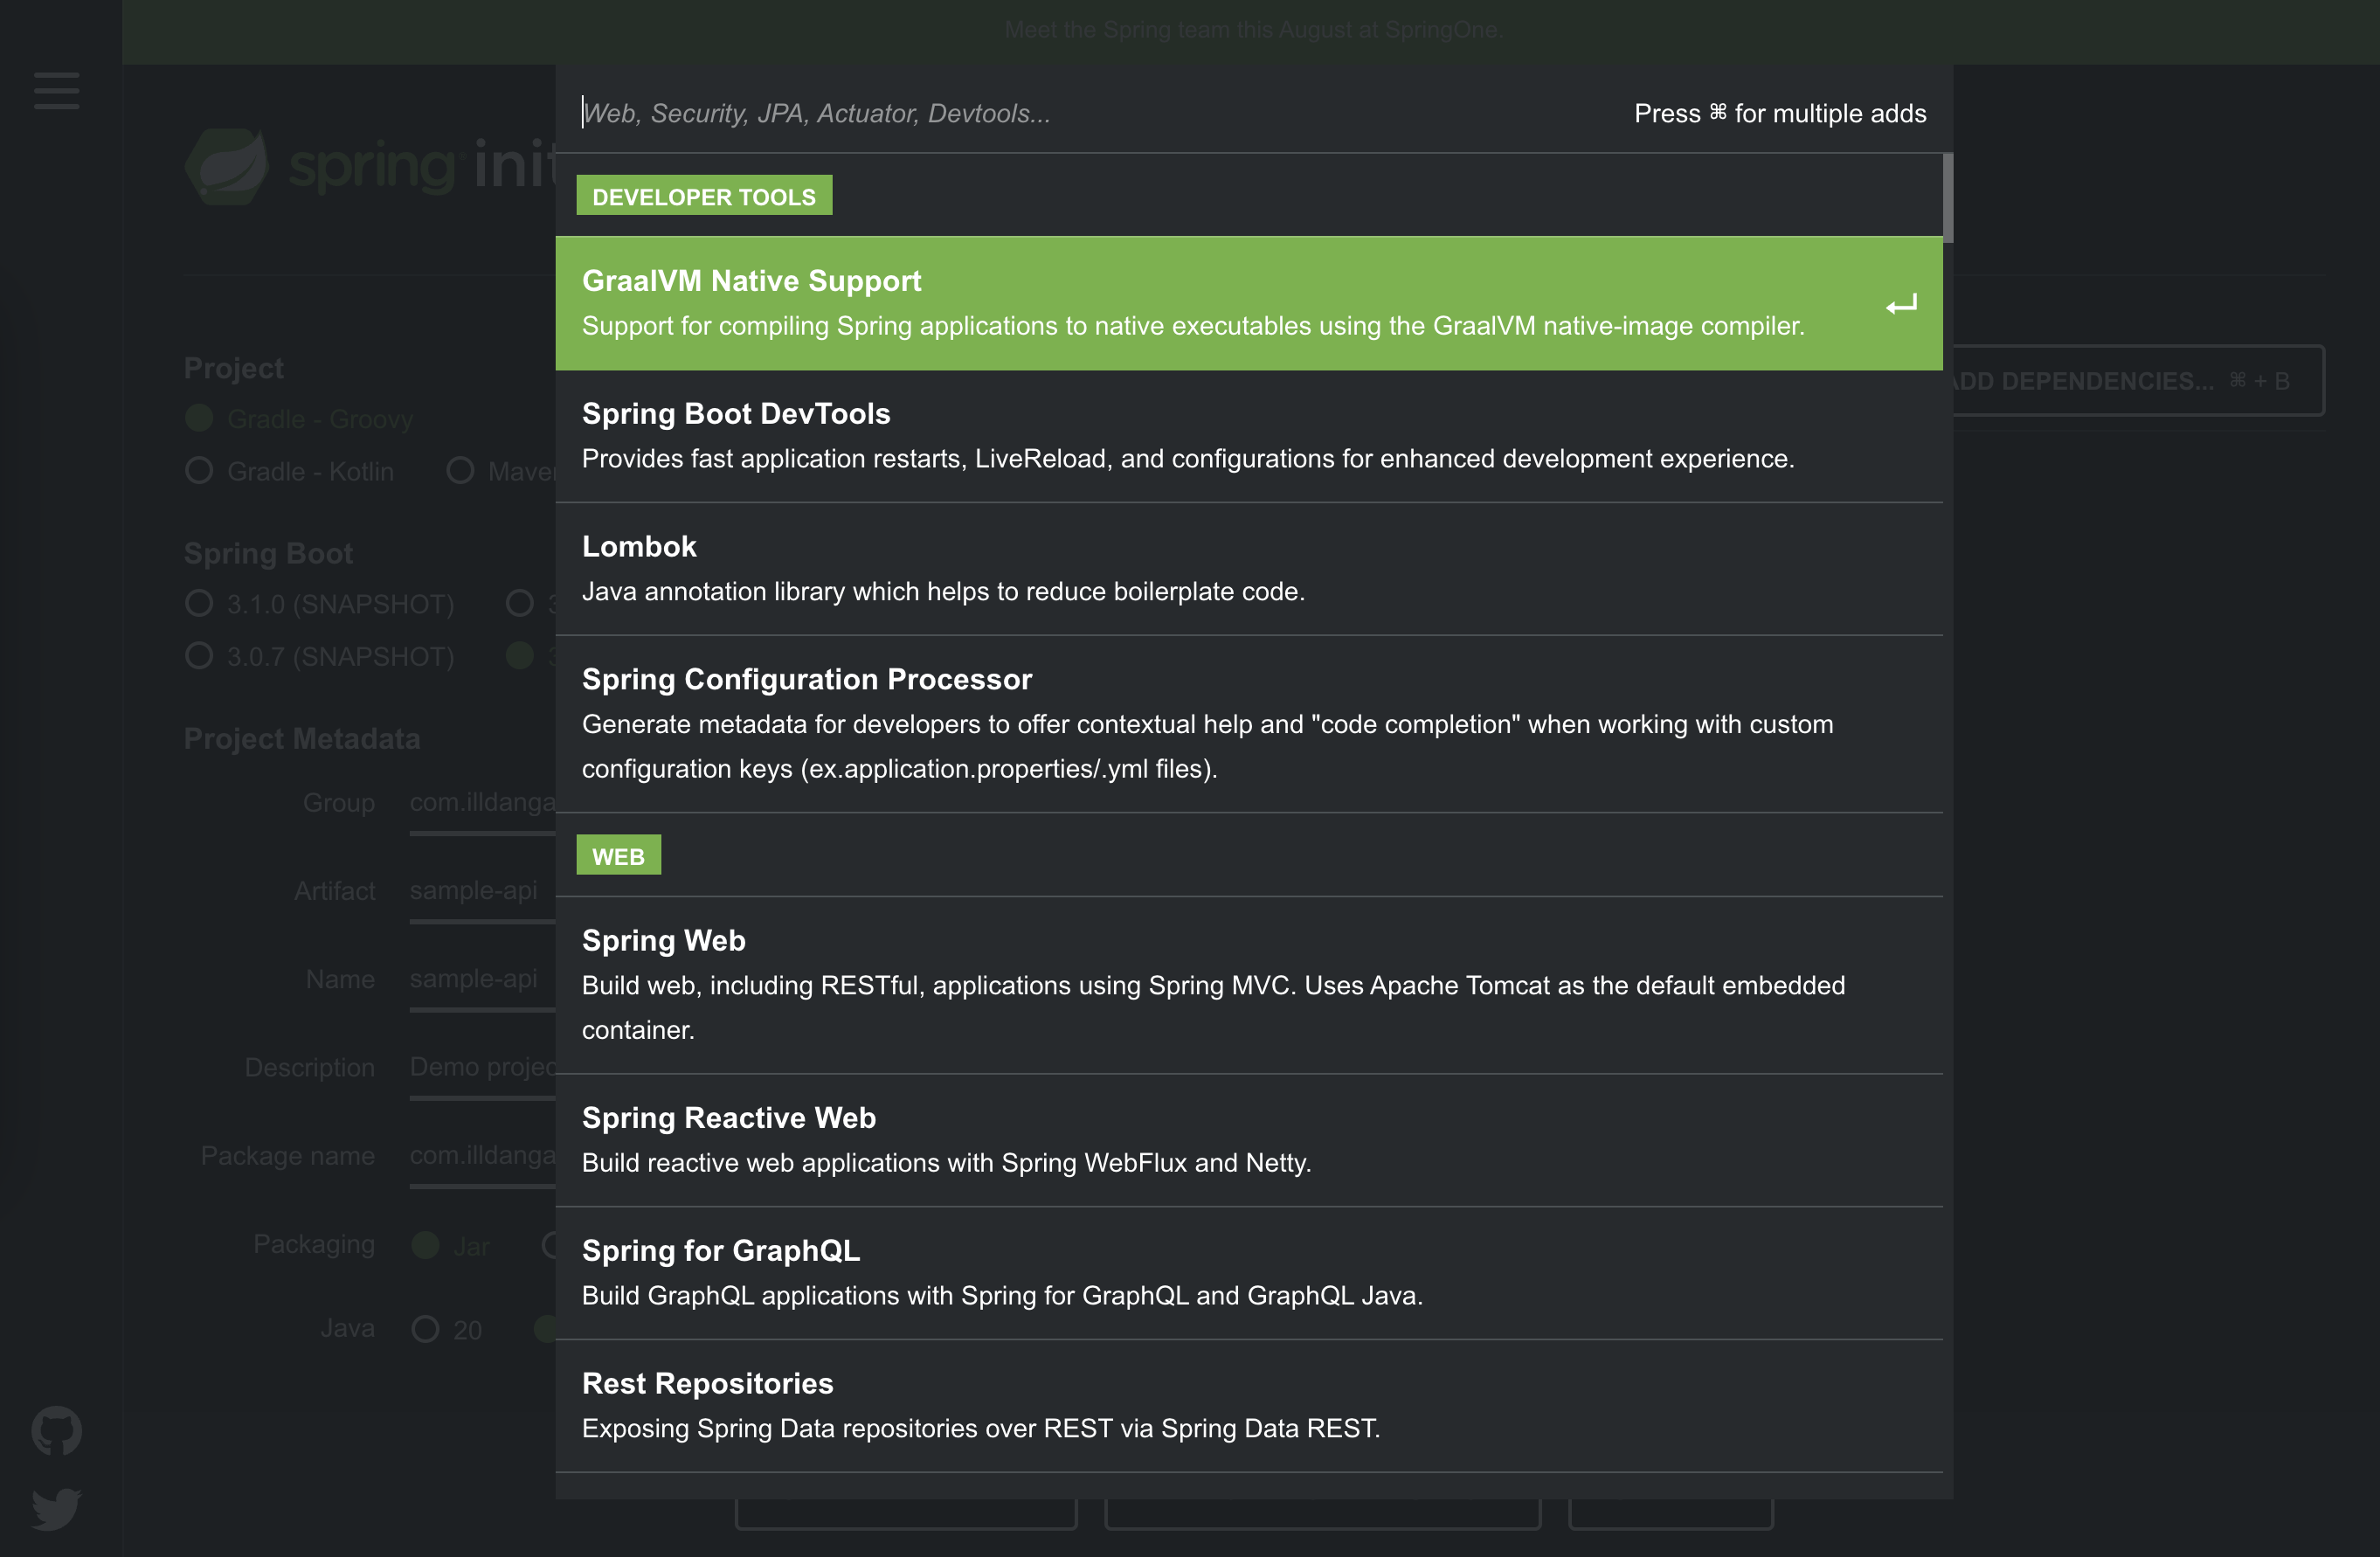 Meet the Spring team this August at SpringOne.
spring init
Web, Security, JPA, Actuator, Devtools...
Press ⌘ for multiple adds
DEVELOPER TOOLS
GraalVM Native Support
Support for compiling Spring applications to native executables using the GraalVM native-image compiler.
Spring Boot DevTools
Provides fast application restarts, LiveReload, and configurations for enhanced development experience.
Lombok
Java annotation library which helps to reduce boilerplate code.
Spring Configuration Processor
Generate metadata for developers to offer contextual help and "code completion" when working with custom
configuration keys (ex.application.properties/.yml files).
WEB
Spring Web
Build web, including RESTful, applications using Spring MVC. Uses Apache Tomcat as the default embedded
container.
Spring Reactive Web
Build reactive web applications with Spring WebFlux and Netty.
Spring for GraphQL
Build GraphQL applications with Spring for GraphQL and GraphQL Java.
Rest Repositories
Exposing Spring Data repositories over REST via Spring Data REST.
Project
Gradle - Groovy
Gradle - Kotlin
Spring Boot
3.1.0 (SNAPSHOT)
3.0.7 (SNAPSHOT)
Project Metadata
Group com.illdanga
Artifact sample-api
Name sample-api
Description Demo projec
Package name com.illdanga
Packaging Jar
Java 20
DEPENDENCIES... ⌘ + B